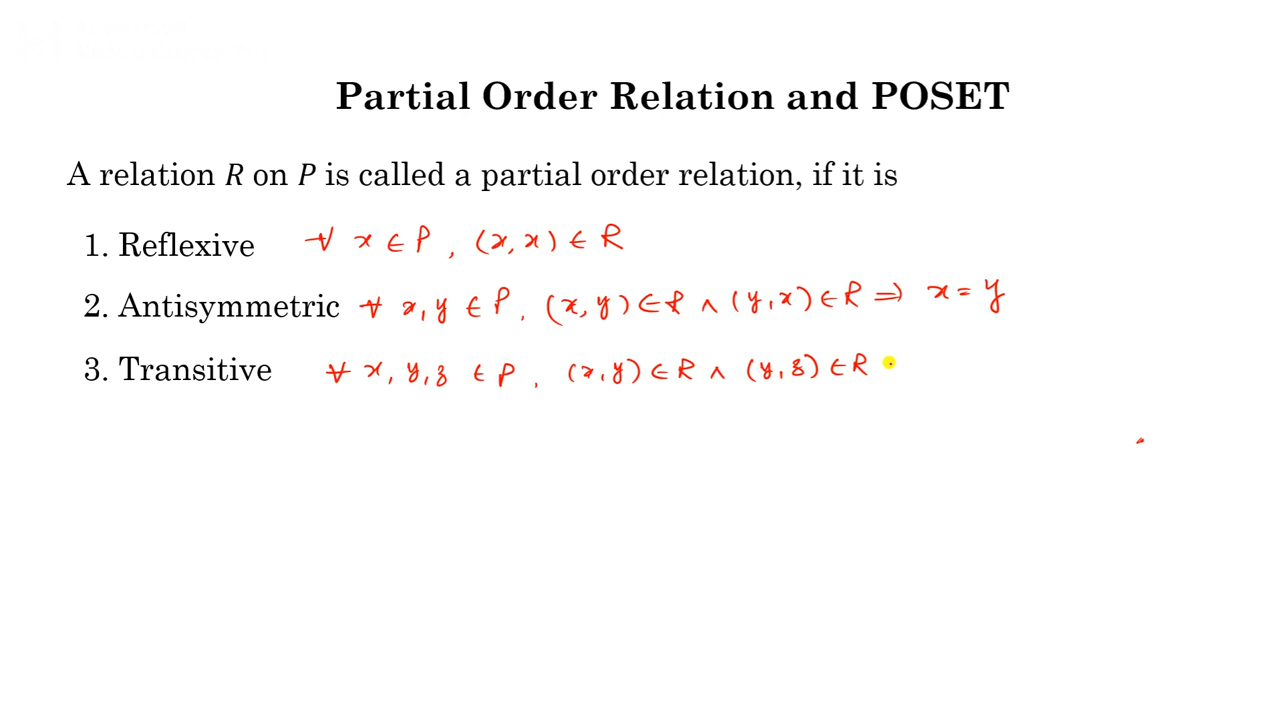 Partial Order Relation and POSET
A relation R on P is called a partial order relation, if it is
1. Reflexive ∀ x ∈ P , (x, x) ∈ R
2. Antisymmetric ∀ x, y ∈ P , (x, y) ∈ R ∧ (y, x) ∈ R ⇒ x = y
3. Transitive ∀ x, y, z ∈ P , (x, y) ∈ R ∧ (y, z) ∈ R